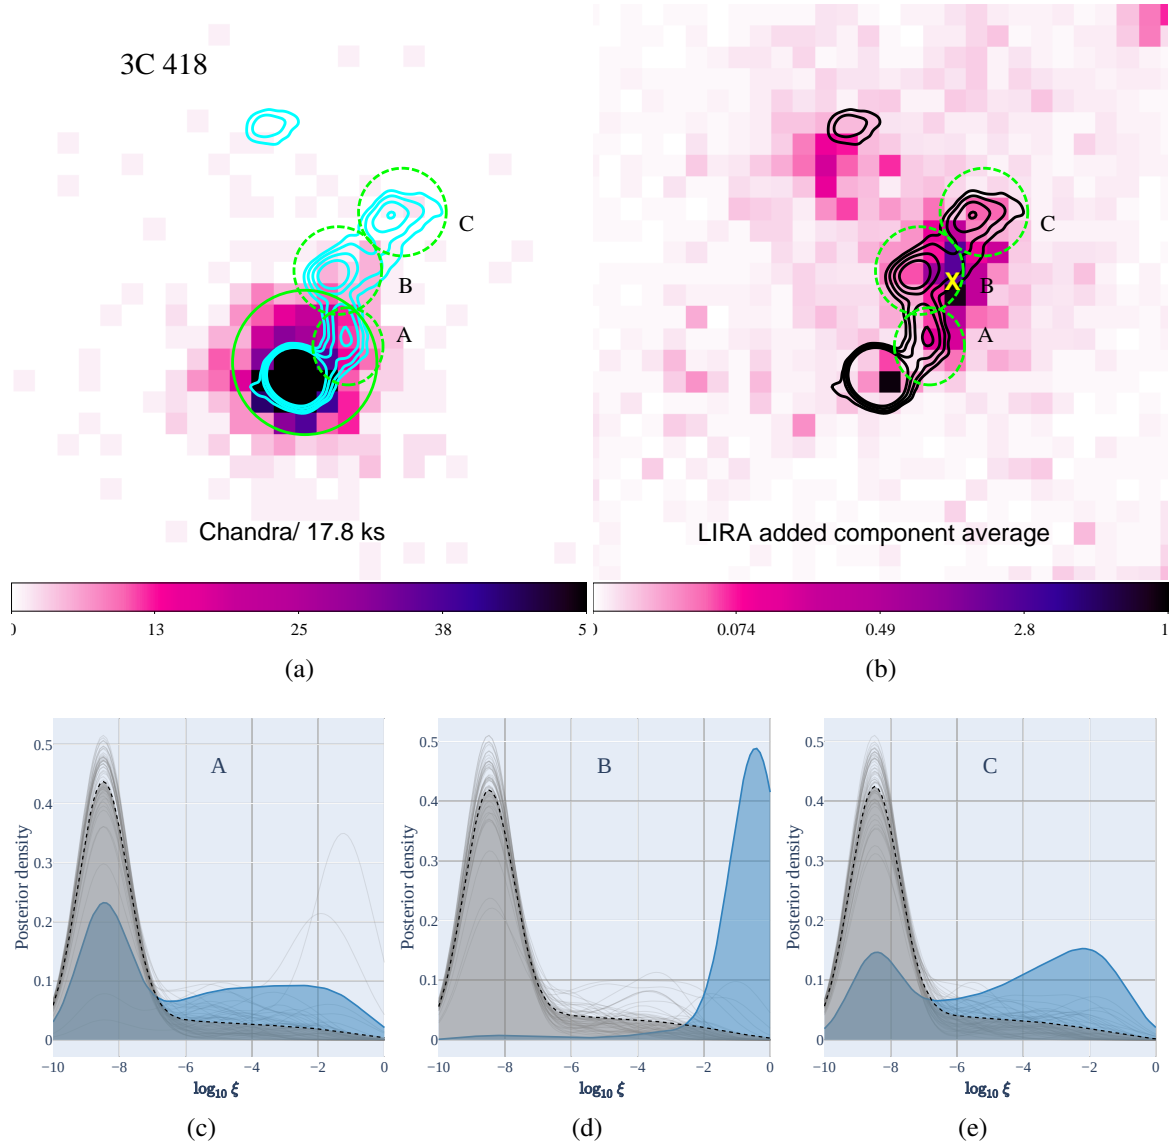 3C 418
C
B
A
Chandra/ 17.8 ks
0 13 25 38 5
(a)
C
X
B
A
LIRA added component average
0 0.074 0.49 2.8 1
(b)
Posterior density
0.5
0.4
0.3
0.2
0.1
0
A
−10 −8 −6 −4 −2 0
log₁₀ ξ
(c)
Posterior density
0.5
0.4
0.3
0.2
0.1
0
B
−10 −8 −6 −4 −2 0
log₁₀ ξ
(d)
Posterior density
0.5
0.4
0.3
0.2
0.1
0
C
−10 −8 −6 −4 −2 0
log₁₀ ξ
(e)